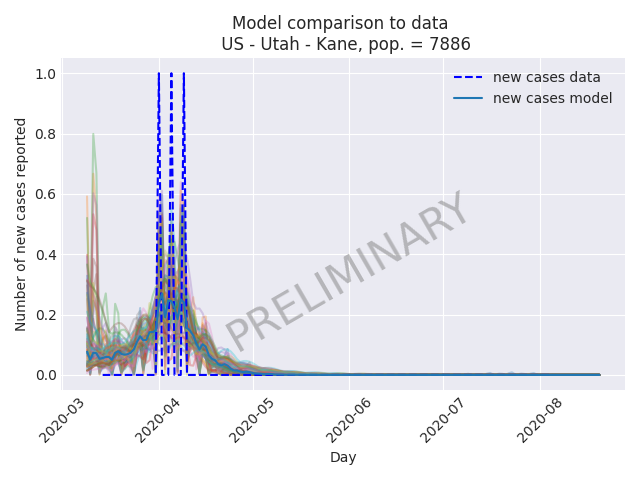 Model comparison to data
US - Utah - Kane, pop. = 7886
new cases data
new cases model
Number of new cases reported
1.0
0.8
0.6
0.4
0.2
0.0
PRELIMINARY
2020-03
2020-04
2020-05
2020-06
2020-07
2020-08
Day